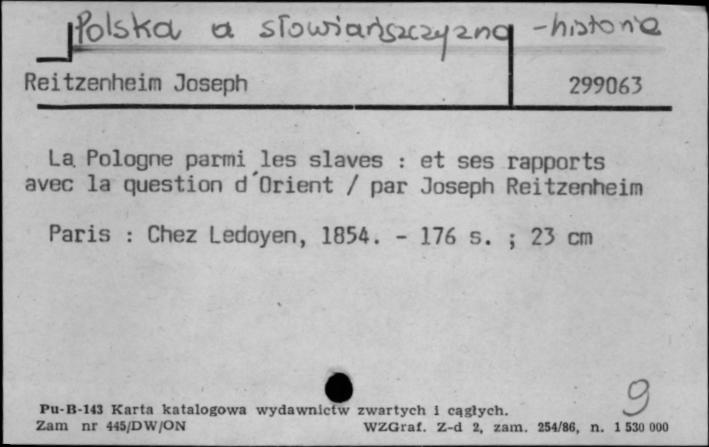 Polska a słowiańszczyzna - historia
Reitzenheim Joseph 299063
La Pologne parmi les slaves : et ses rapports
avec la question d'Orient / par Joseph Reitzenheim
Paris : Chez Ledoyen, 1854. - 176 s. ; 23 cm
9
Pu-B-143 Karta katalogowa wydawnictw zwartych i ciągłych.
Zam nr 445/DW/ON WZGraf. Z-d 2, zam. 254/86, n. 1 530 000